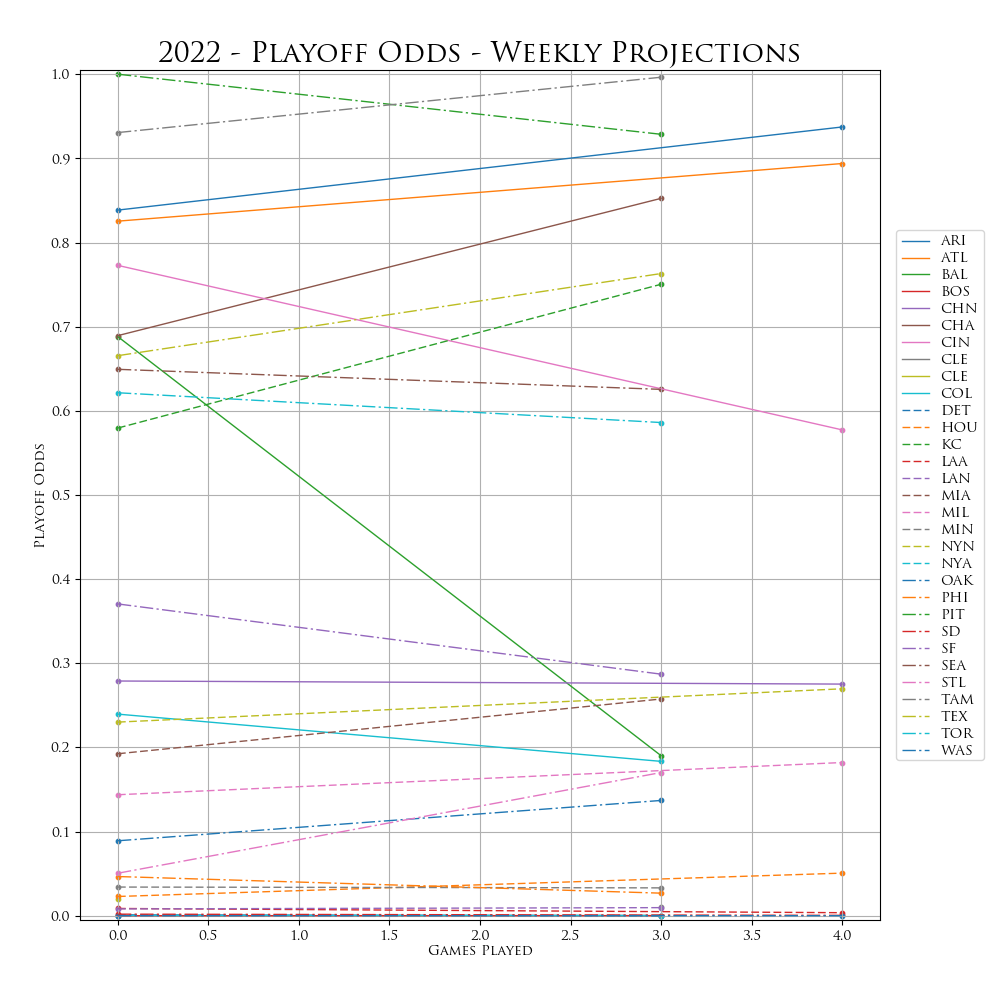 2022 - Playoff Odds - Weekly Projections
1.0
0.9
0.8
0.7
0.6
0.5
0.4
0.3
0.2
0.1
0.0
Playoff Odds
0.0 0.5 1.0 1.5 2.0 2.5 3.0 3.5 4.0
Games Played
ARI
ATL
BAL
BOS
CHN
CHA
CIN
CLE
CLE
COL
DET
HOU
KC
LAA
LAN
MIA
MIL
MIN
NYN
NYA
OAK
PHI
PIT
SD
SF
SEA
STL
TAM
TEX
TOR
WAS